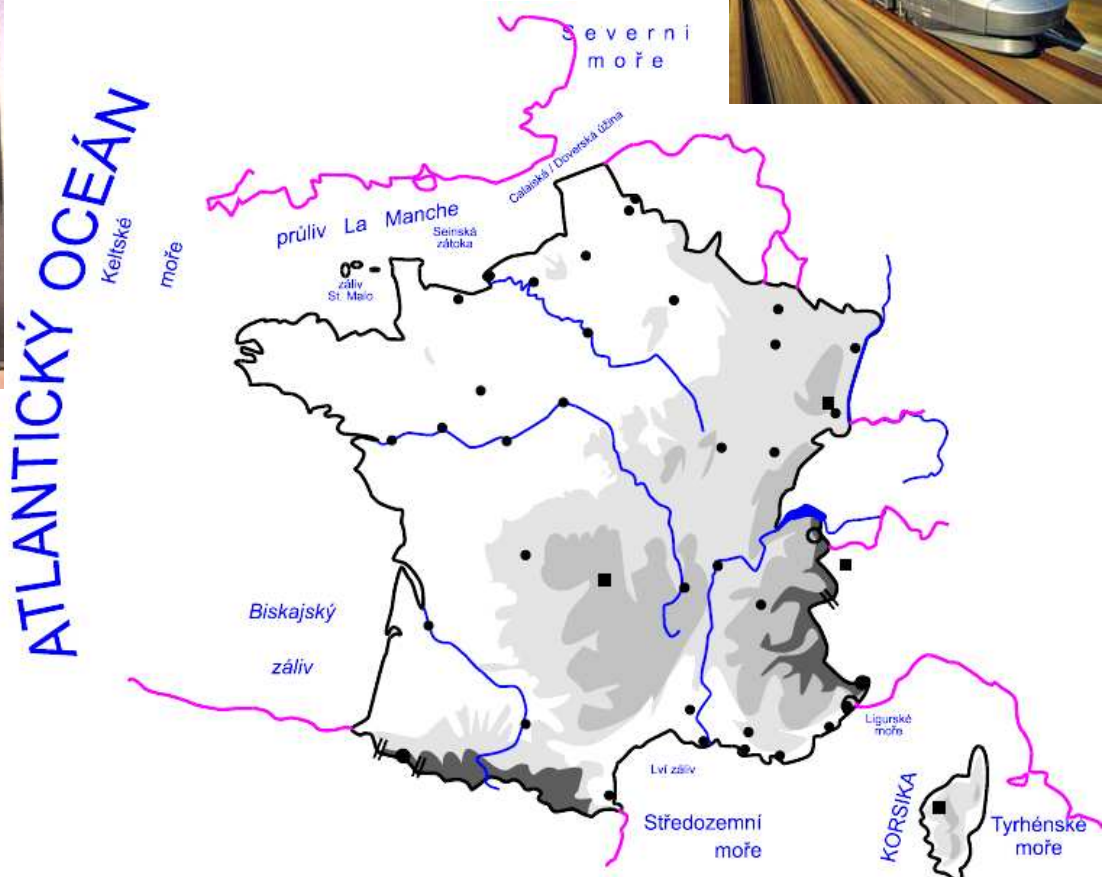 Severní
moře
ATLANTICKÝ OCEÁN
Keltské
moře
Calaiská / Doverská úžina
průliv La Manche
Seinská
zátoka
záliv
St. Malo
Biskajský
záliv
Ligurské
moře
Lví záliv
Středozemní
moře
KORSIKA
Tyrhénské
moře